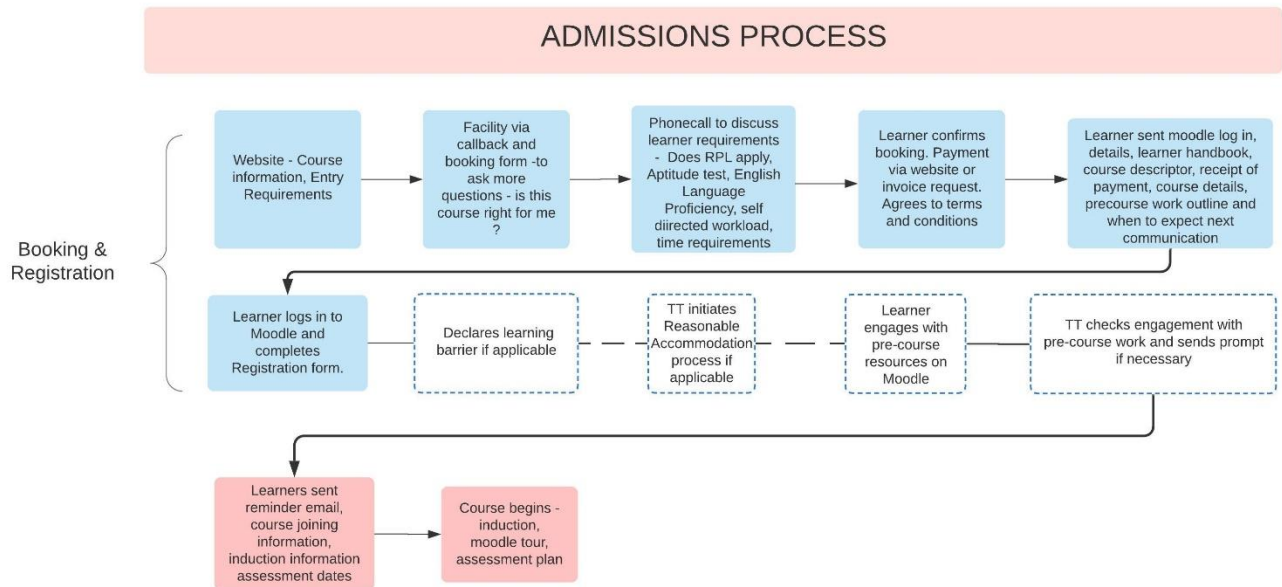 ADMISSIONS PROCESS
Booking &
Registration
Website - Course
information, Entry
Requirements
Facility via
callback and
booking form -to
ask more
questions - is this
course right for me
?
Phonecall to discuss
learner requirements
- Does RPL apply,
Aptitude test, English
Language
Proficiency, self
diirected workload,
time requirements
Learner confirms
booking. Payment
via website or
invoice request.
Agrees to terms
and conditions
Learner sent moodle log in,
details, learner handbook,
course descriptor, receipt of
payment, course details,
precourse work outline and
when to expect next
communication
Learner logs in to
Moodle and
completes
Registration form.
Declares learning
barrier if applicable
TT initiates
Reasonable
Accommodation
process if
applicable
Learner
engages with
pre-course
resources on
Moodle
TT checks engagement with
pre-course work and sends prompt
if necessary
Learners sent
reminder email,
course joining
information,
induction information
assessment dates
Course begins -
induction,
moodle tour,
assessment plan